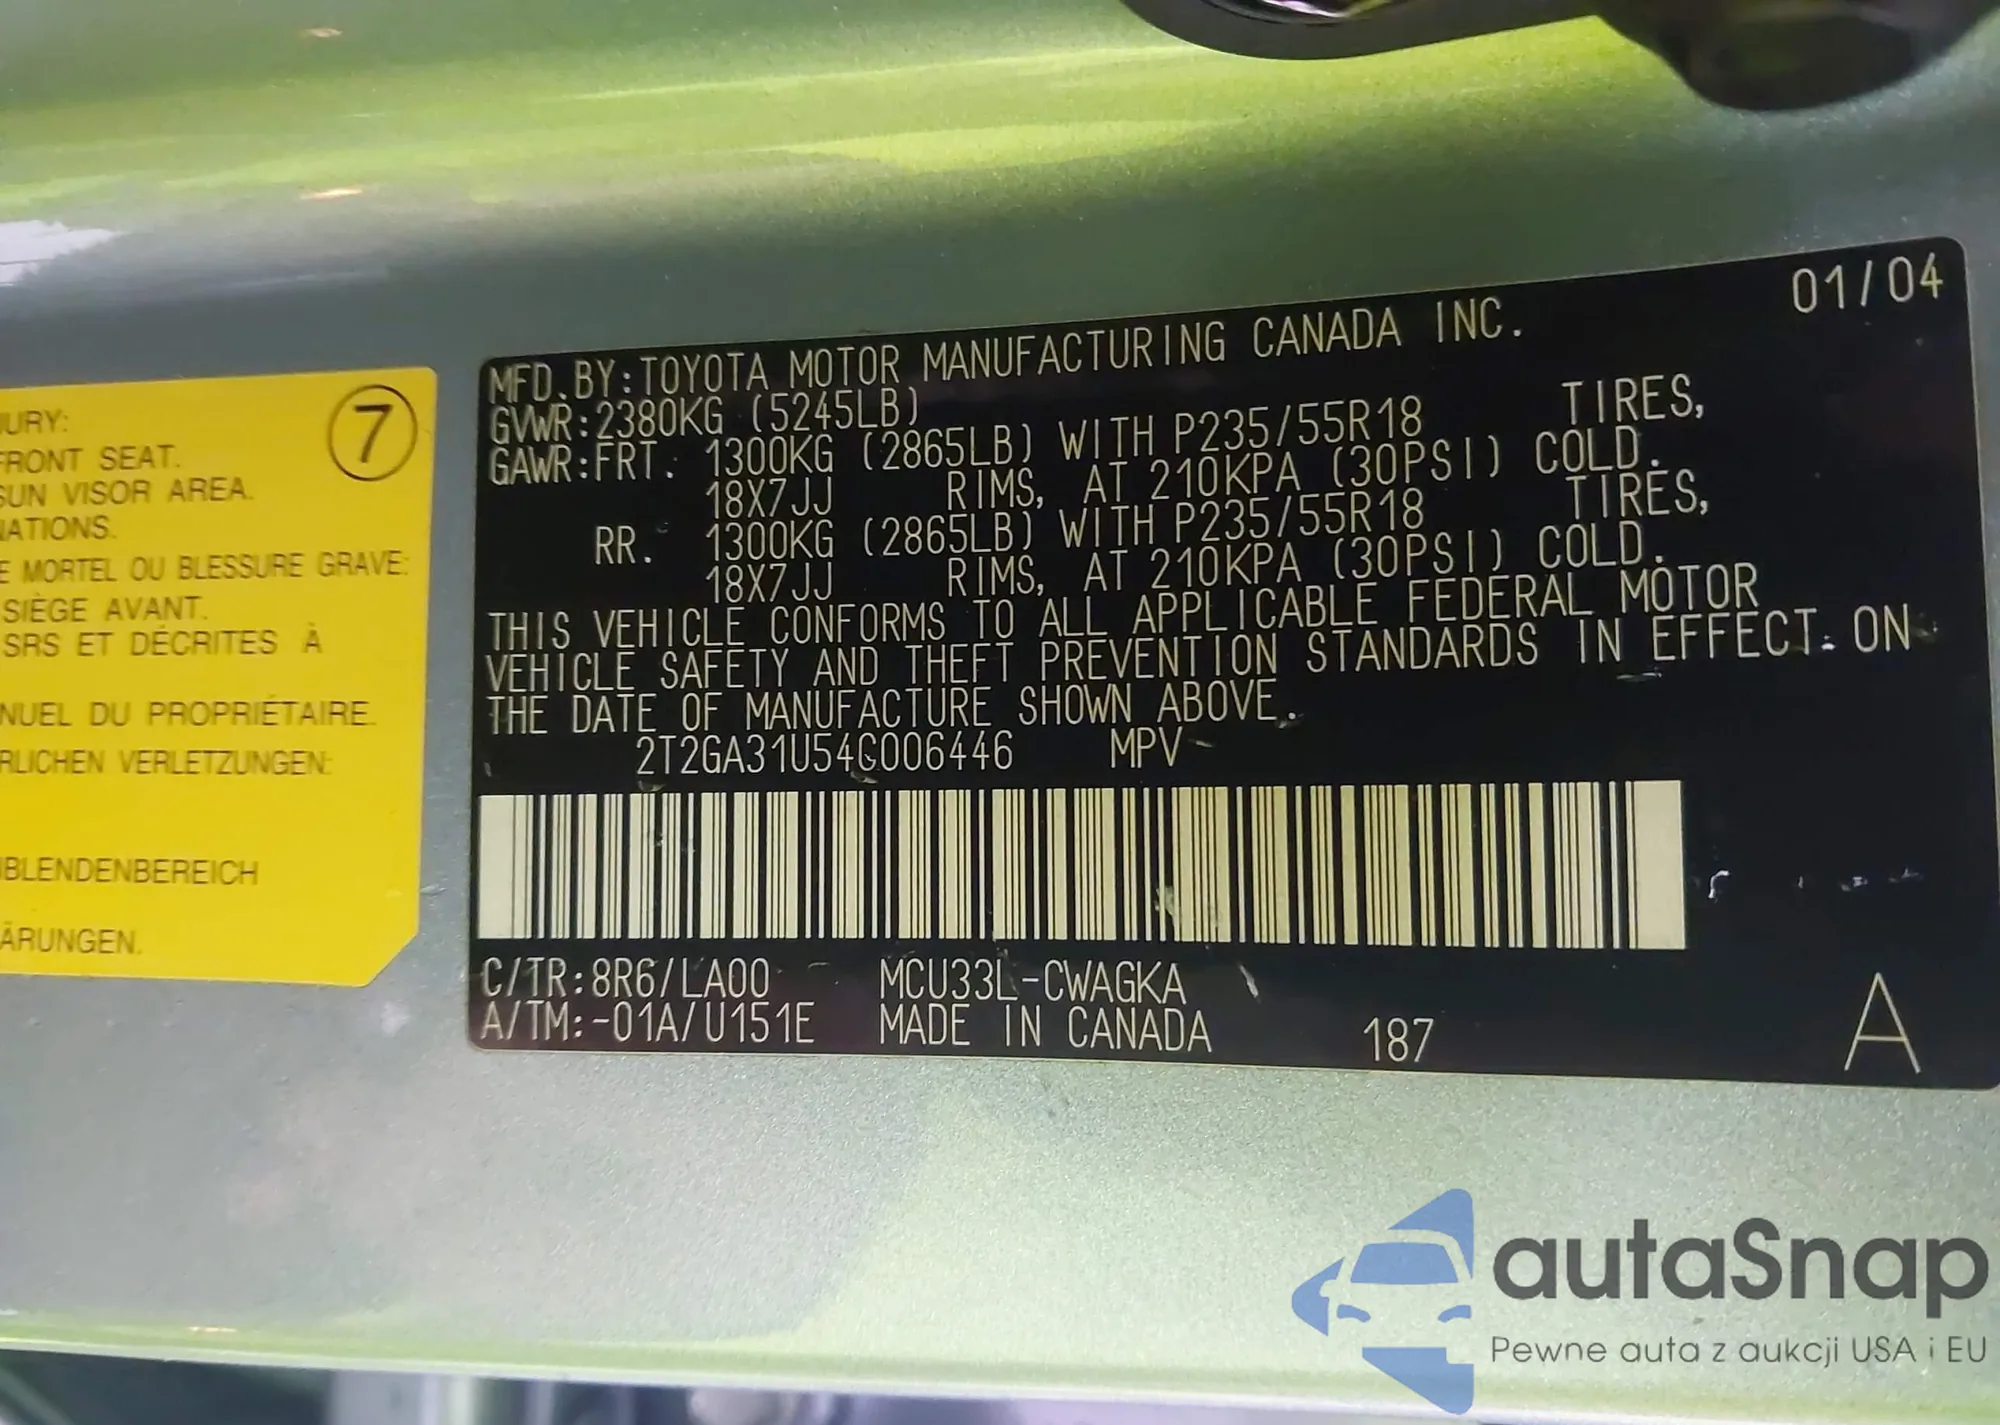 JURY:
FRONT SEAT.
SUN VISOR AREA.
NATIONS.
E MORTEL OU BLESSURE GRAVE:
SIÈGE AVANT.
SRS ET DÉCRITES À
NUEL DU PROPRIÉTAIRE.
RLICHEN VERLETZUNGEN:
BLENDENBEREICH
ÄRUNGEN.
7
01/04
MFD.BY:TOYOTA MOTOR MANUFACTURING CANADA INC.
GVWR:2380KG (5245LB)
GAWR:FRT. 1300KG (2865LB) WITH P235/55R18 TIRES,
18X7JJ RIMS, AT 210KPA (30PSI) COLD.
RR. 1300KG (2865LB) WITH P235/55R18 TIRES,
18X7JJ RIMS, AT 210KPA (30PSI) COLD.
THIS VEHICLE CONFORMS TO ALL APPLICABLE FEDERAL MOTOR
VEHICLE SAFETY AND THEFT PREVENTION STANDARDS IN EFFECT ON
THE DATE OF MANUFACTURE SHOWN ABOVE.
2T2GA31U54C006446 MPV
C/TR:8R6/LA00 MCU33L-CWAGKA
A/TM:-01A/U151E MADE IN CANADA 187 A
autaSnap
Pewne auta z aukcji USA i EU